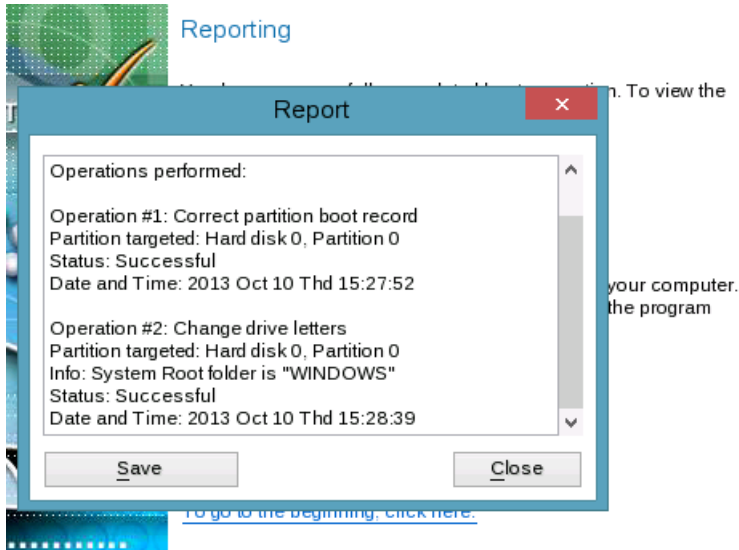 Reporting
n. To view the
Report
Operations performed:
Operation #1: Correct partition boot record
Partition targeted: Hard disk 0, Partition 0
Status: Successful
Date and Time: 2013 Oct 10 Thd 15:27:52
Operation #2: Change drive letters
Partition targeted: Hard disk 0, Partition 0
Info: System Root folder is "WINDOWS"
Status: Successful
Date and Time: 2013 Oct 10 Thd 15:28:39
your computer.
the program
Save
Close
To go to the beginning, click here.